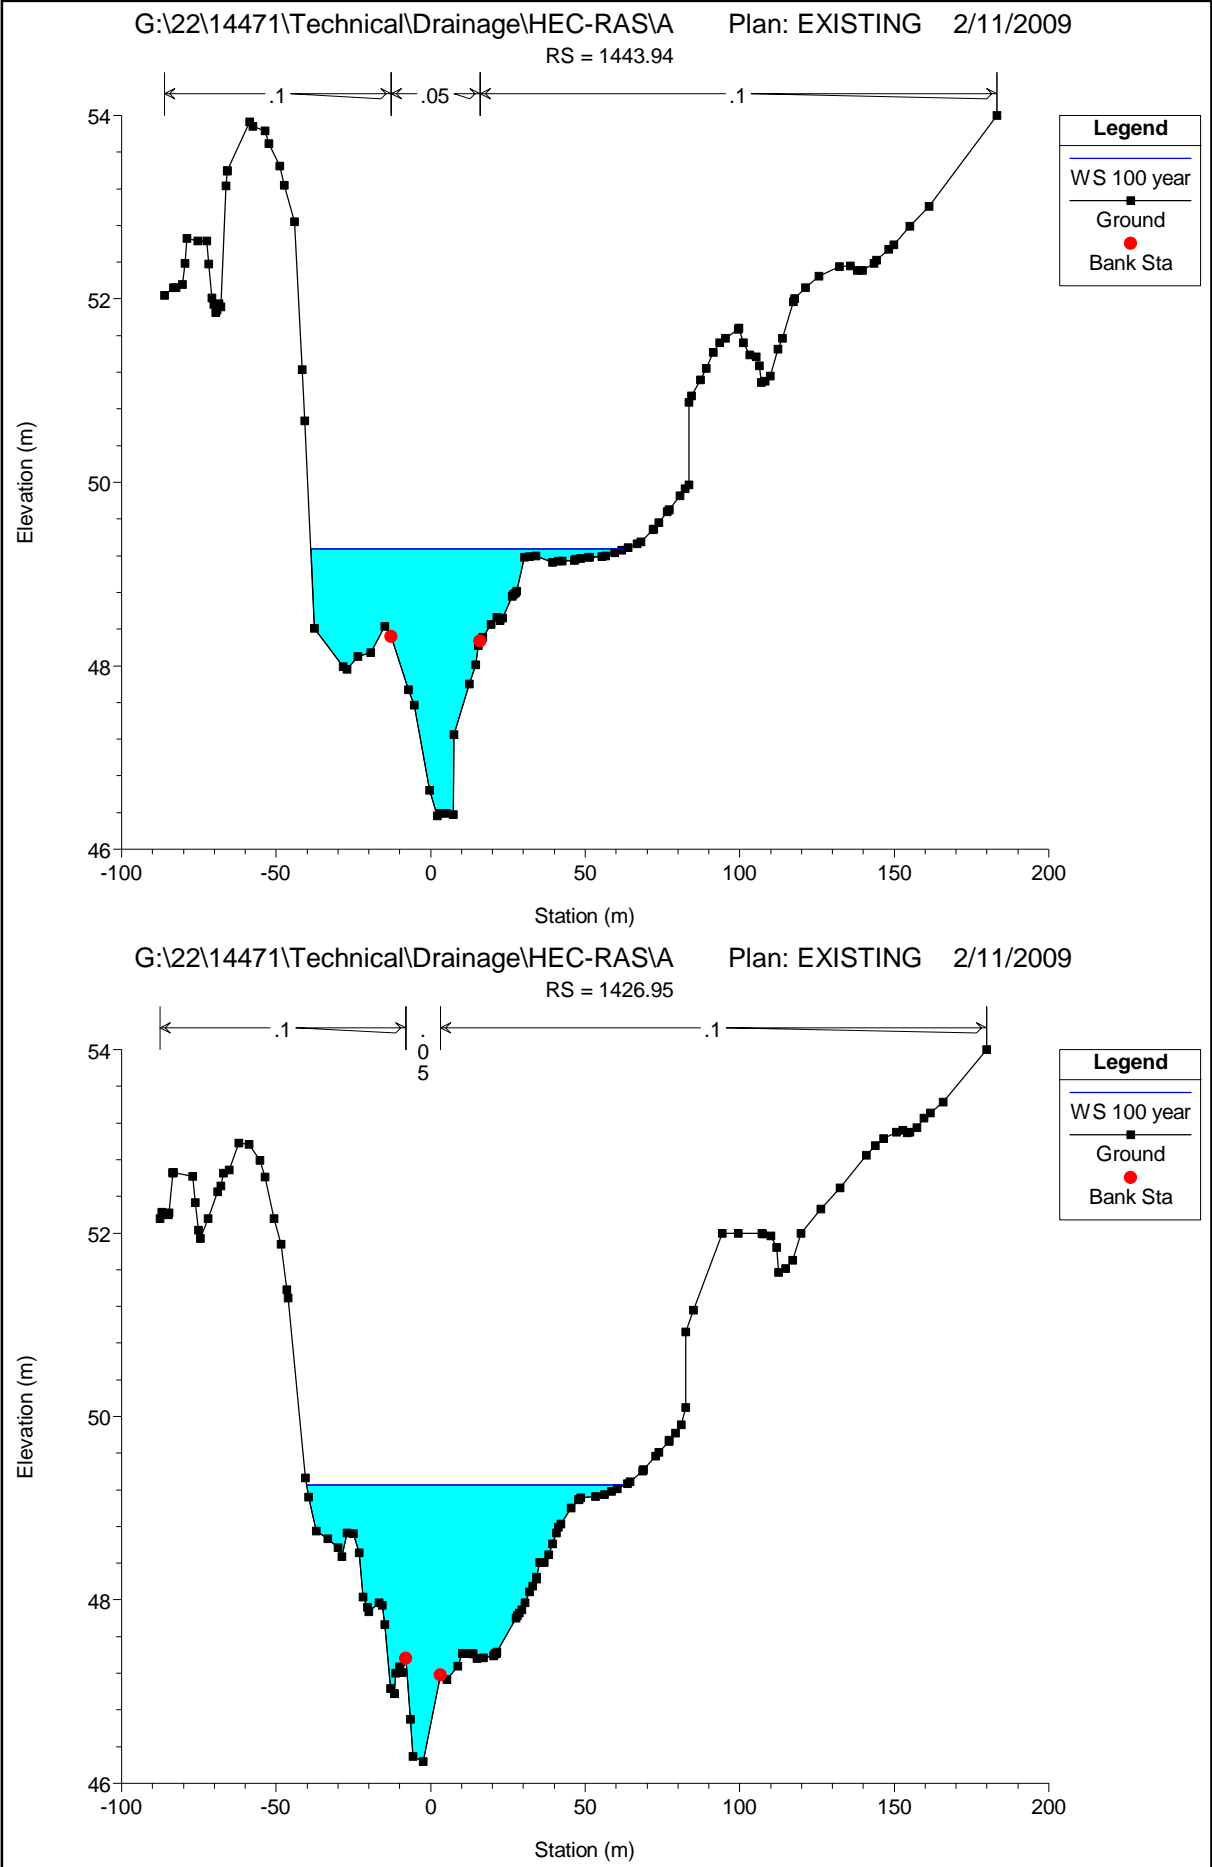 G:\22\14471\Technical\Drainage\HEC-RAS\A Plan: EXISTING 2/11/2009
RS = 1443.94
.1 .05 .1
Legend
WS 100 year
Ground
Bank Sta
54
52
50
48
46
Elevation (m)
-100 -50 0 50 100 150 200
Station (m)
G:\22\14471\Technical\Drainage\HEC-RAS\A Plan: EXISTING 2/11/2009
RS = 1426.95
.1 .05 .1
Legend
WS 100 year
Ground
Bank Sta
54
52
50
48
46
Elevation (m)
-100 -50 0 50 100 150 200
Station (m)